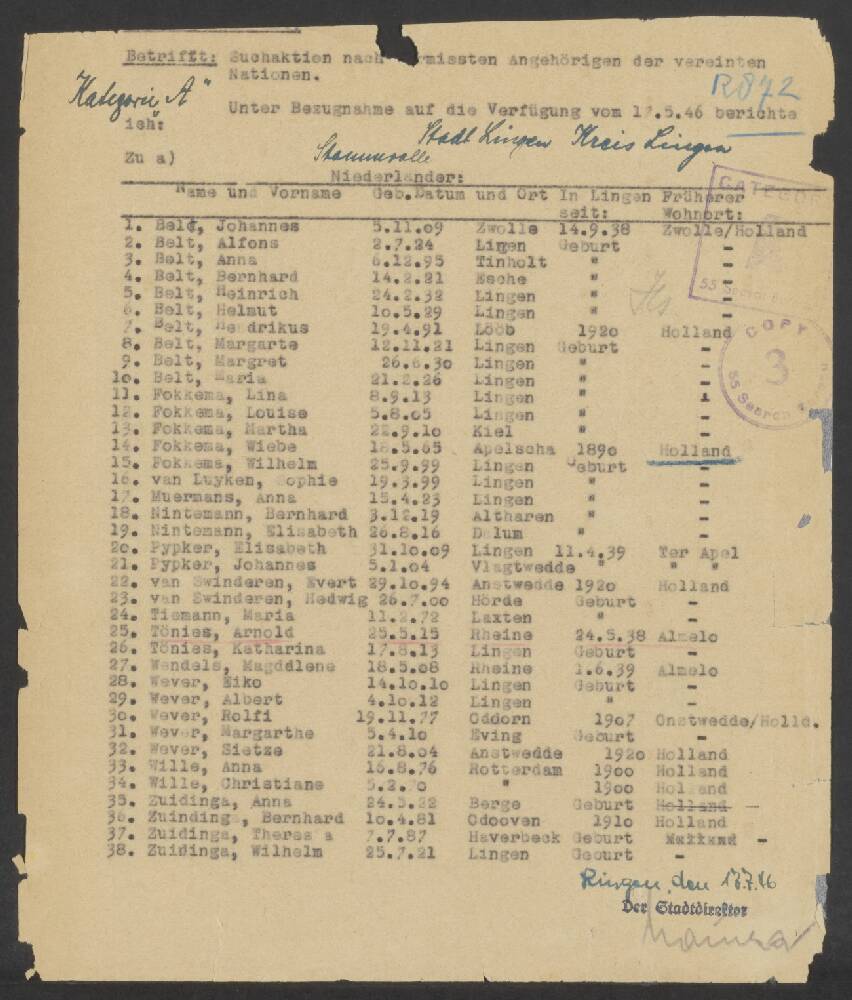 Betrifft: Suchaktion nach vermissten Angehörigen der vereinten
Nationen.
R872
Kategorie "A"
Unter Bezugnahme auf die Verfügung vom 17.5.46 berichte
ich:
Stadt Lingen Kreis Lingen
Zu a) Stammrolle
Niederländer:
Name und Vorname Geb.Datum und Ort In Lingen Früherer
seit: Wohnort:
1. Belt, Johannes 5.11.09 Zwolle 14.9.38 Zwolle/Holland
2. Belt, Alfons 2.7.24 Lingen Geburt -
3. Belt, Anna 6.12.95 Tinholt " -
4. Belt, Bernhard 14.2.21 Esche " -
5. Belt, Heinrich 24.2.32 Lingen " -
6. Belt, Helmut 10.5.29 Lingen " -
7. Belt, Hendrikus 19.4.91 Lööb 1920 Holland
8. Belt, Margarte 12.11.21 Lingen Geburt -
9. Belt, Margret 26.6.30 Lingen " -
10. Belt, Maria 21.2.26 Lingen " -
11. Fokkema, Lina 8.9.13 Lingen " -
12. Fokkema, Louise 5.8.05 Lingen " -
13. Fokkema, Martha 22.9.10 Kiel " -
14. Fokkema, Wiebe 18.5.65 Apelscha 1890 Holland
15. Fokkema, Wilhelm 25.9.99 Lingen Geburt -
16. van Luyken, Sophie 19.3.99 Lingen " -
17. Muermans, Anna 15.4.23 Lingen " -
18. Nintemann, Bernhard 3.12.19 Altharen " -
19. Nintemann, Elisabeth 26.8.16 Dalum " -
20. Pypker, Elisabeth 31.10.09 Lingen 11.4.39 Ter Apel
21. Pypker, Johannes 5.1.04 Vlagtwedde " " "
22. van Swinderen, Evert 29.10.94 Anstwedde 1920 Holland
23. van Swinderen, Hedwig 26.7.00 Hörde Geburt -
24. Tiemann, Maria 11.2.72 Laxten " -
25. Tönies, Arnold 25.5.15 Rheine 24.5.38 Almelo
26. Tönies, Katharina 17.8.13 Lingen Geburt -
27. Wendels, Magddlene 18.5.08 Rheine 1.6.39 Almelo
28. Wever, Eiko 14.10.10 Lingen Geburt -
29. Wever, Albert 4.10.12 Lingen " -
30. Wever, Rolfi 19.11.77 Oddorn 1907 Onstwedde/Holld.
31. Wever, Margarthe 5.4.10 Eving Geburt -
32. Wever, Sietze 21.8.04 Anstwedde 1920 Holland
33. Wille, Anna 16.8.76 Rotterdam 1900 Holland
34. Wille, Christiane 5.2.70 " 1900 Holland
35. Zuidinga, Anna 24.5.22 Berge Geburt Holland -
36. Zuindinga, Bernhard 10.4.81 Odooven 1910 Holland
37. Zuidinga, Theresa 7.7.87 Haverbeck Geburt -
38. Zuidinga, Wilhelm 25.7.21 Lingen Geburt -
COPY
3
55 Search
Lingen, den 17.7.46
Der Stadtdirektor